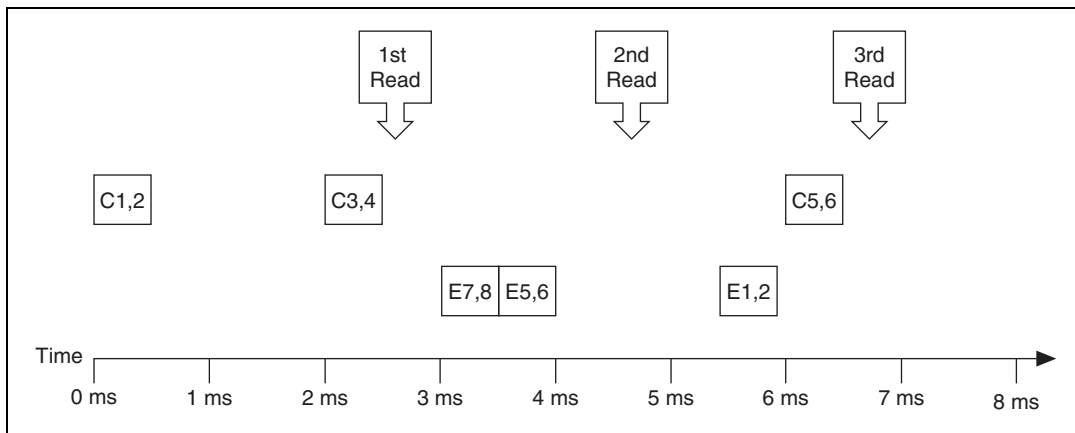 1st
Read
2nd
Read
3rd
Read
C1,2
C3,4
C5,6
E7,8
E5,6
E1,2
Time
0 ms
1 ms
2 ms
3 ms
4 ms
5 ms
6 ms
7 ms
8 ms